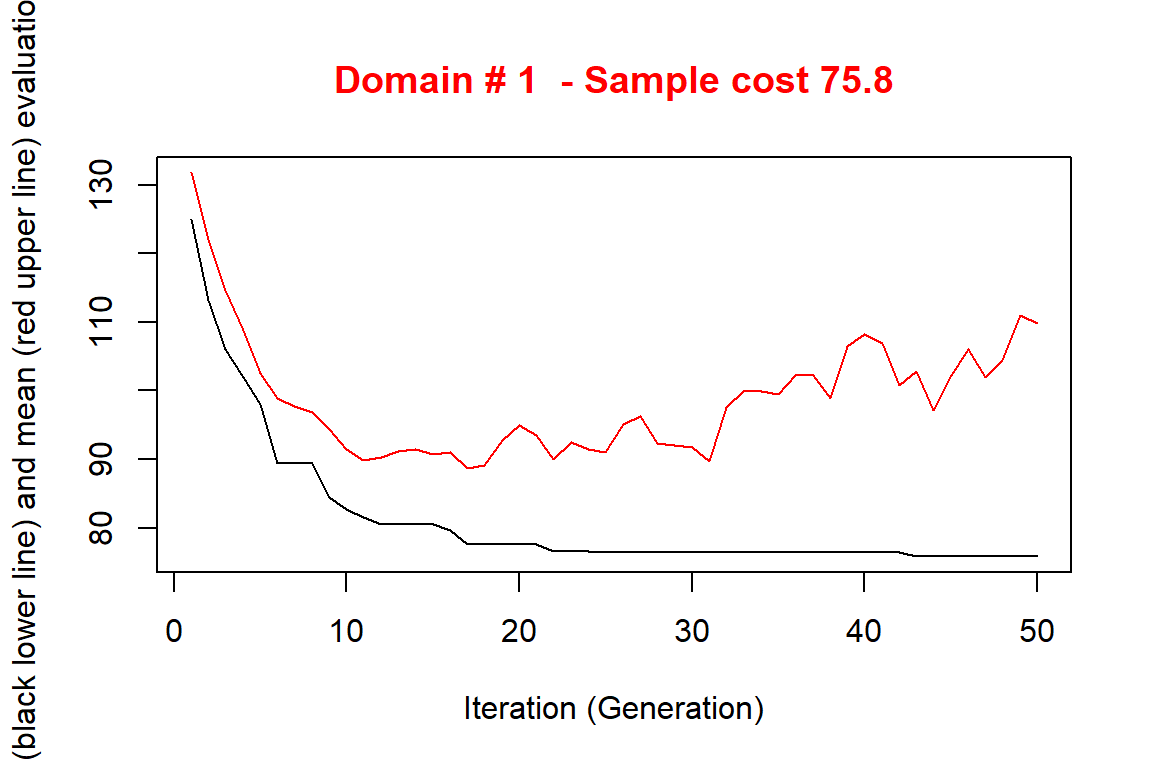 Domain # 1  - Sample cost 75.8
(black lower line) and mean (red upper line) evaluatio
130
110
90
80
0 10 20 30 40 50
Iteration (Generation)